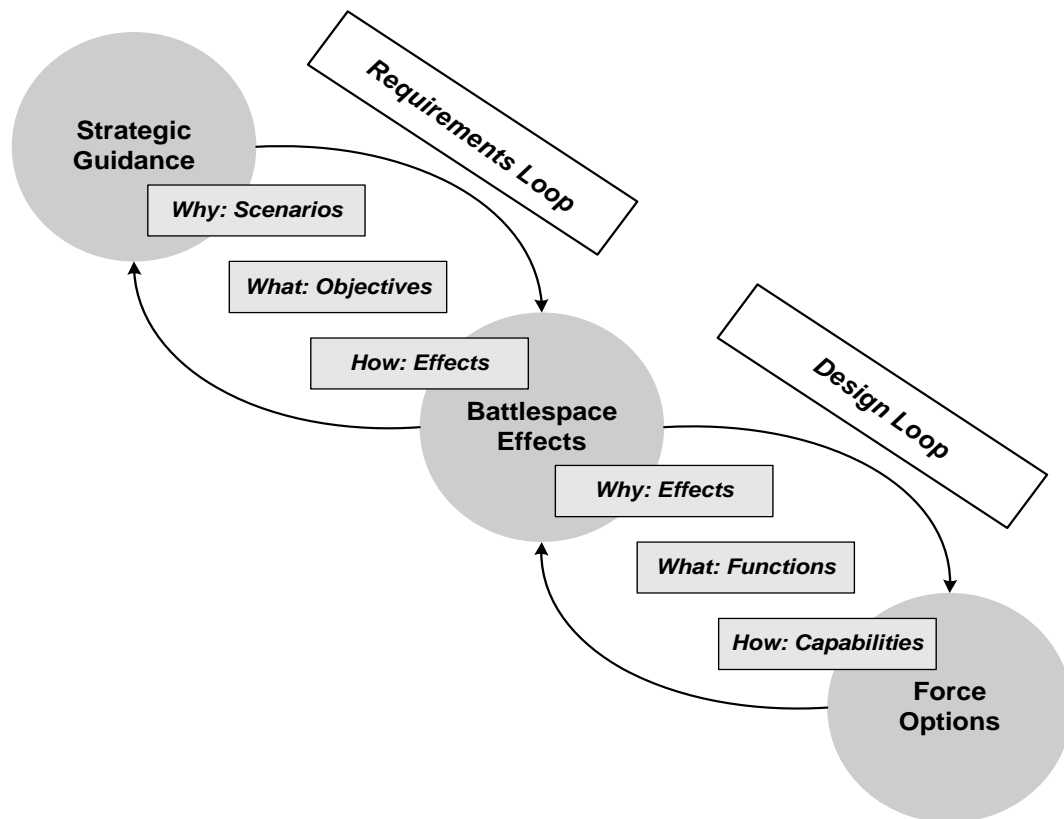 Requirements Loop
Strategic
Guidance
Why: Scenarios
What: Objectives
How: Effects
Design Loop
Battlespace
Effects
Why: Effects
What: Functions
How: Capabilities
Force
Options